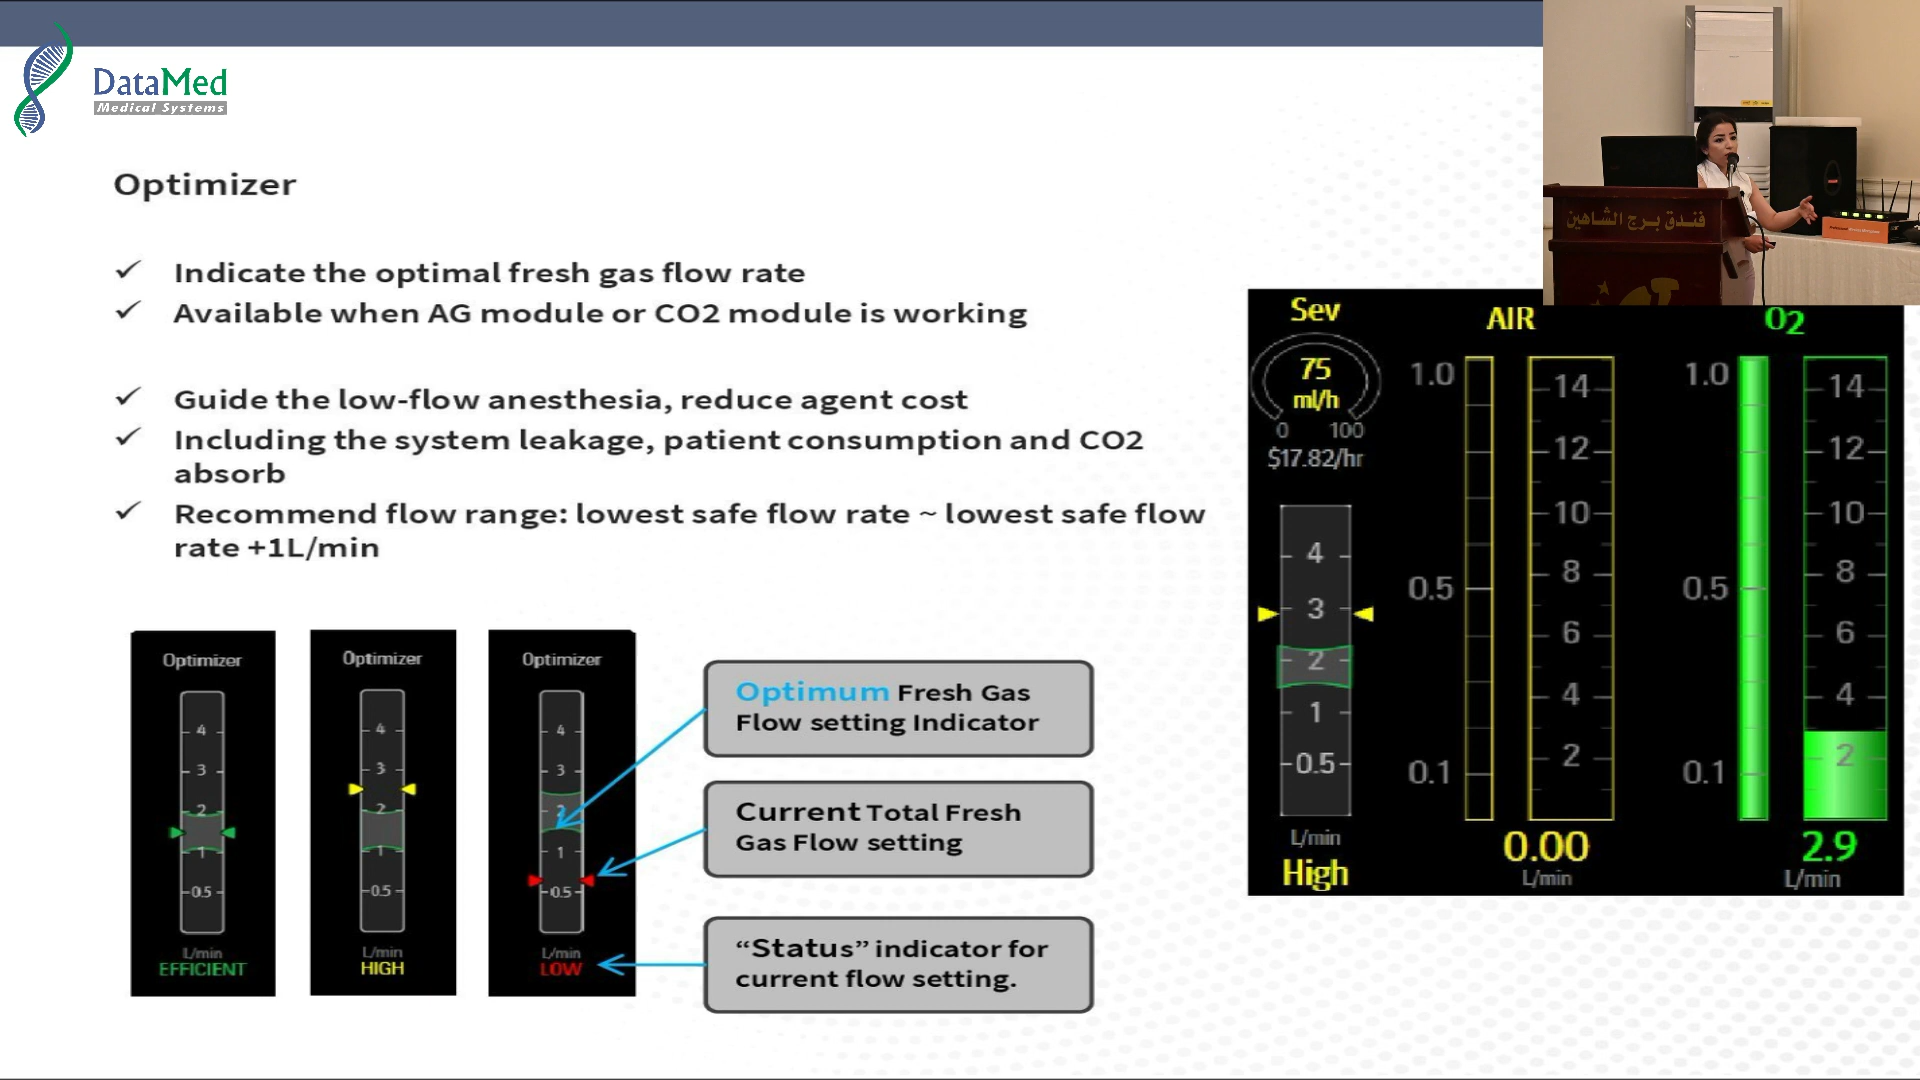 DataMed
Medical Systems
Optimizer
✓ Indicate the optimal fresh gas flow rate
✓ Available when AG module or CO2 module is working
✓ Guide the low-flow anesthesia, reduce agent cost
✓ Including the system leakage, patient consumption and CO2
absorb
✓ Recommend flow range: lowest safe flow rate ~ lowest safe flow
rate +1L/min
Optimizer
4
3
2
1
0.5
L/min
EFFICIENT
Optimizer
4
3
2
1
0.5
L/min
HIGH
Optimizer
4
3
2
1
0.5
L/min
LOW
Optimum Fresh Gas
Flow setting Indicator
Current Total Fresh
Gas Flow setting
“Status” indicator for
current flow setting.
فندق برج الشاهين
Sev
75
ml/h
0 100
$17.82/hr
4
3
2
1
0.5
L/min
High
AIR
1.0
0.5
0.1
14
12
10
8
6
4
2
0.00
L/min
O2
1.0
0.5
0.1
14
12
10
8
6
4
2
2.9
L/min